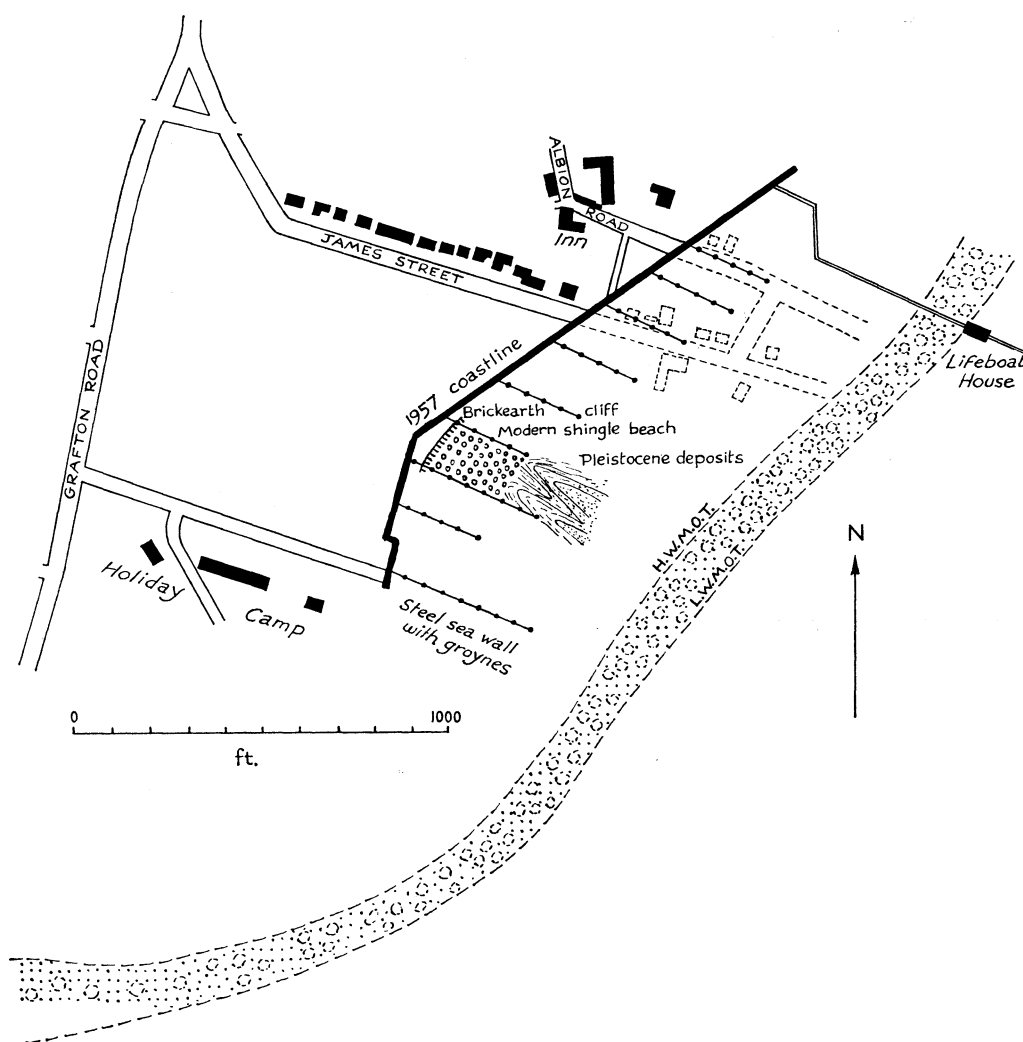 ALBION
ROAD
Inn
JAMES STREET
GRAFTON ROAD
1957 coastline
Lifeboat
House
Brickearth cliff
Modern shingle beach
Pleistocene deposits
H.W.M.O.T.
L.W.M.O.T.
N
Holiday
Camp
Steel sea wall
with groynes
0 1000
ft.